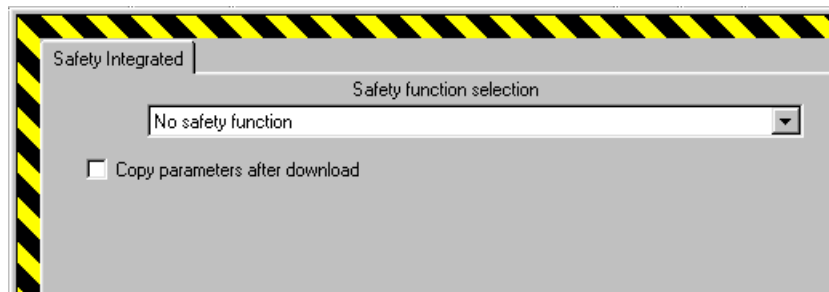 Safety Integrated
Safety function selection
No safety function
Copy parameters after download